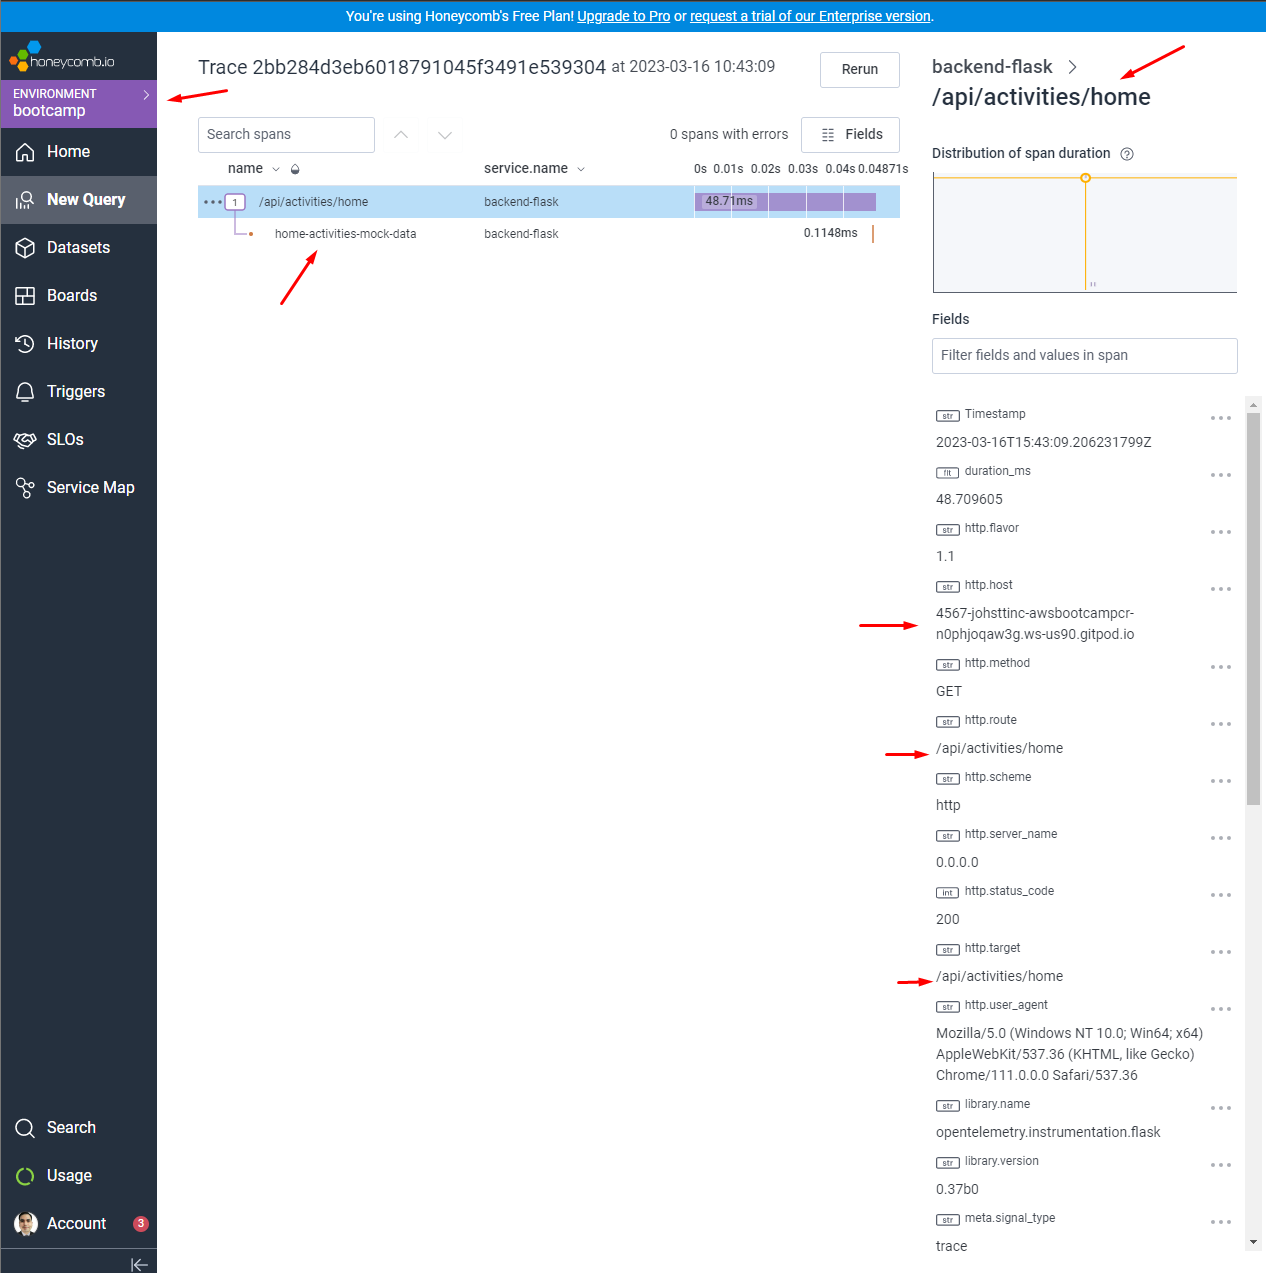 You're using Honeycomb's Free Plan! Upgrade to Pro or request a trial of our Enterprise version.
honeycomb.io
ENVIRONMENT
bootcamp
Home
New Query
Datasets
Boards
History
Triggers
SLOs
Service Map
Search
Usage
Account 3
Trace 2bb284d3eb6018791045f3491e539304 at 2023-03-16 10:43:09
Rerun
Search spans
0 spans with errors
Fields
name service.name 0s 0.01s 0.02s 0.03s 0.04s 0.04871s
1 /api/activities/home backend-flask 48.71ms
home-activities-mock-data backend-flask 0.1148ms
backend-flask
/api/activities/home
Distribution of span duration ?
Fields
Filter fields and values in span
str Timestamp
2023-03-16T15:43:09.206231799Z
flt duration_ms
48.709605
str http.flavor
1.1
str http.host
4567-johsttinc-awsbootcampcr-
n0phjoqaw3g.ws-us90.gitpod.io
str http.method
GET
str http.route
/api/activities/home
str http.scheme
http
str http.server_name
0.0.0.0
int http.status_code
200
str http.target
/api/activities/home
str http.user_agent
Mozilla/5.0 (Windows NT 10.0; Win64; x64)
AppleWebKit/537.36 (KHTML, like Gecko)
Chrome/111.0.0.0 Safari/537.36
str library.name
opentelemetry.instrumentation.flask
str library.version
0.37b0
str meta.signal_type
trace